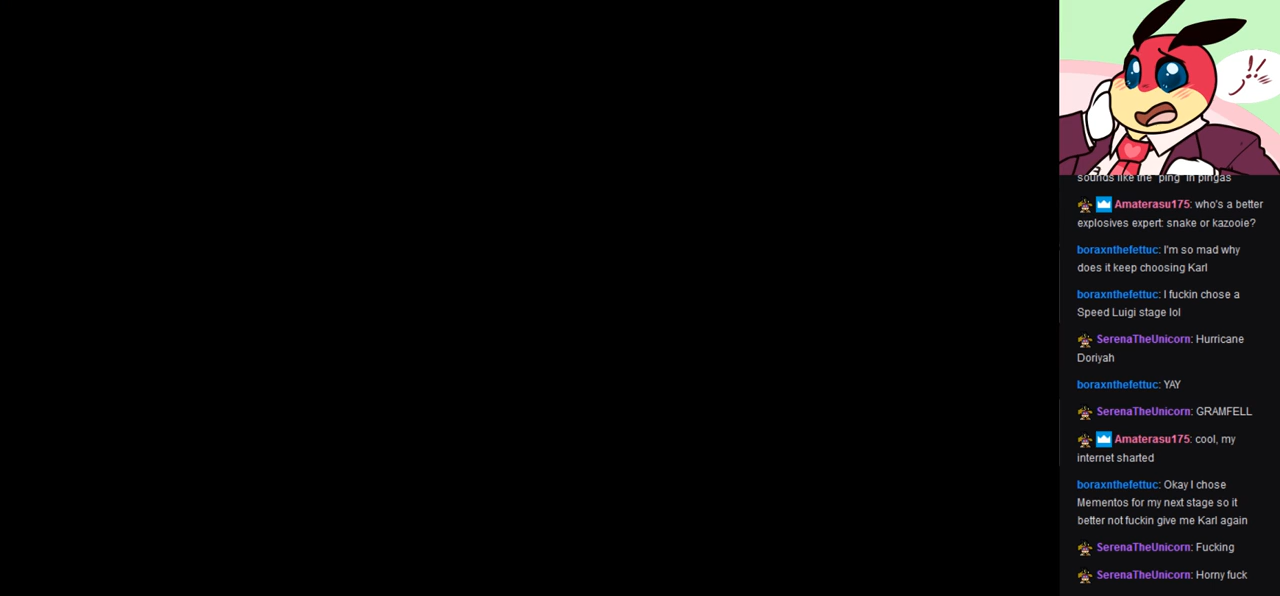 !!
sounds like the "ping" in pingas
Amaterasu175: who's a better
explosives expert: snake or kazooie?
boraxnthefettuc: I'm so mad why
does it keep choosing Karl
boraxnthefettuc: I fuckin chose a
Speed Luigi stage lol
SerenaTheUnicorn: Hurricane
Doriyah
boraxnthefettuc: YAY
SerenaTheUnicorn: GRAMFELL
Amaterasu175: cool, my
internet sharted
boraxnthefettuc: Okay I chose
Mementos for my next stage so it
better not fuckin give me Karl again
SerenaTheUnicorn: Fucking
SerenaTheUnicorn: Horny fuck